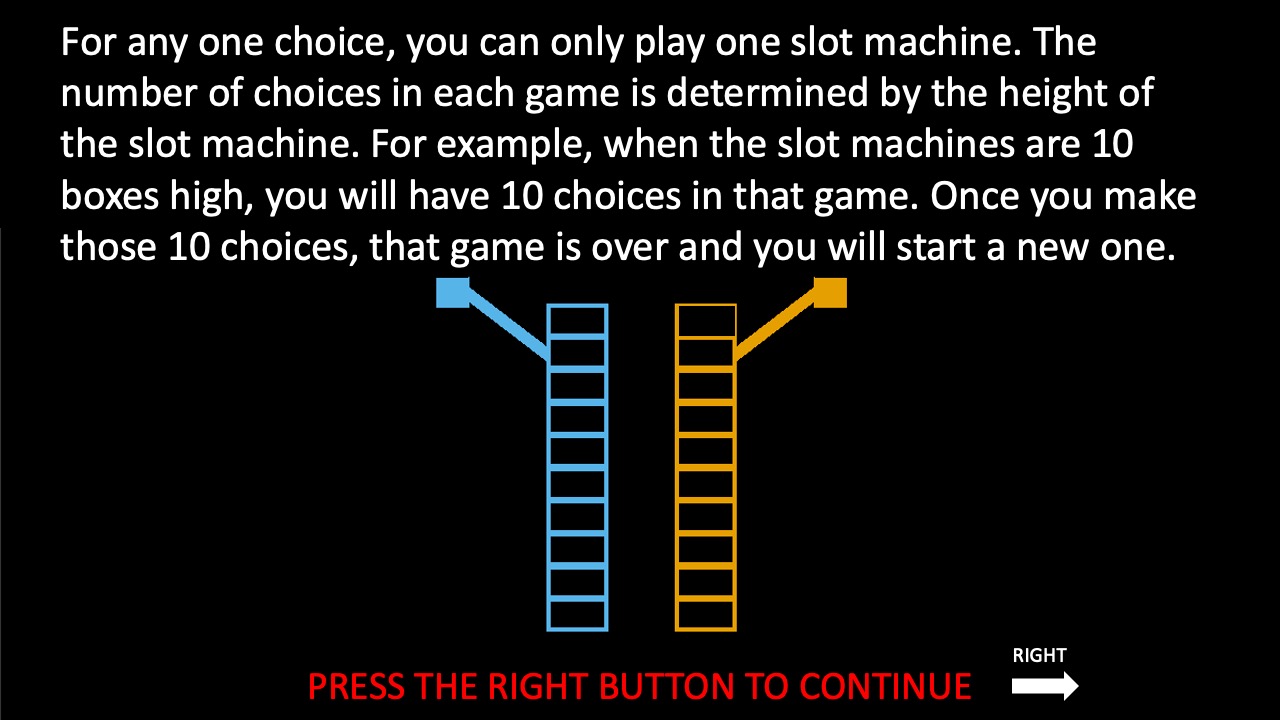 For any one choice, you can only play one slot machine. The
number of choices in each game is determined by the height of
the slot machine. For example, when the slot machines are 10
boxes high, you will have 10 choices in that game. Once you make
those 10 choices, that game is over and you will start a new one.
RIGHT
PRESS THE RIGHT BUTTON TO CONTINUE